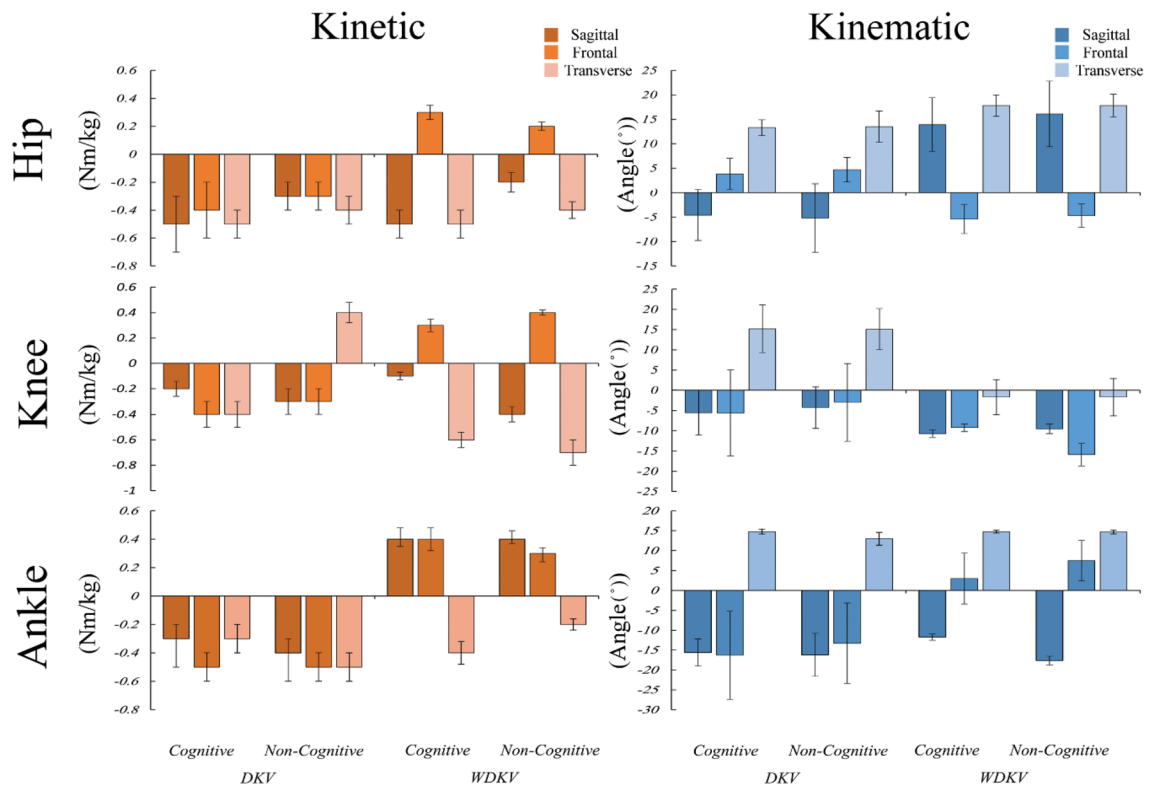 Kinetic
Kinematic
Sagittal
Frontal
Transverse
Sagittal
Frontal
Transverse
Hip
(Nm/kg)
0.6
0.4
0.2
0
-0.2
-0.4
-0.6
-0.8
(Angle(°))
25
20
15
10
5
0
-5
-10
-15
Knee
(Nm/kg)
0.6
0.4
0.2
0
-0.2
-0.4
-0.6
-0.8
-1
(Angle(°))
25
20
15
10
5
0
-5
-10
-15
-20
-25
Ankle
(Nm/kg)
0.6
0.4
0.2
0
-0.2
-0.4
-0.6
-0.8
(Angle(°))
20
15
10
5
0
-5
-10
-15
-20
-25
-30
Cognitive Non-Cognitive Cognitive Non-Cognitive
DKV WDKV
Cognitive Non-Cognitive Cognitive Non-Cognitive
DKV WDKV